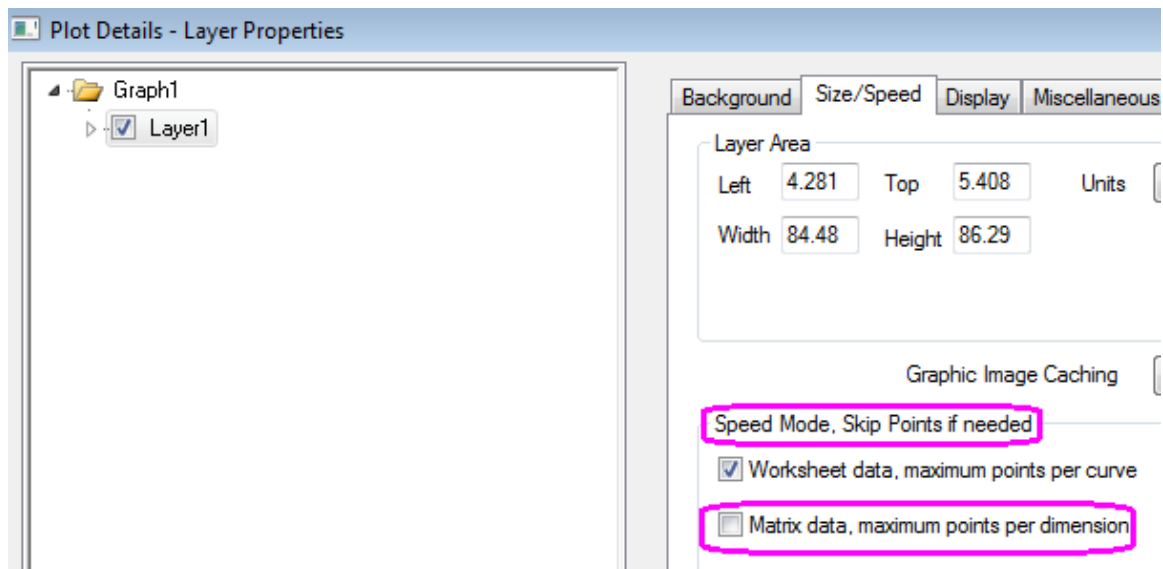 Plot Details - Layer Properties
Graph1
Layer1
Background Size/Speed Display Miscellaneous
Layer Area
Left 4.281 Top 5.408 Units
Width 84.48 Height 86.29
Graphic Image Caching
Speed Mode, Skip Points if needed
Worksheet data, maximum points per curve
Matrix data, maximum points per dimension